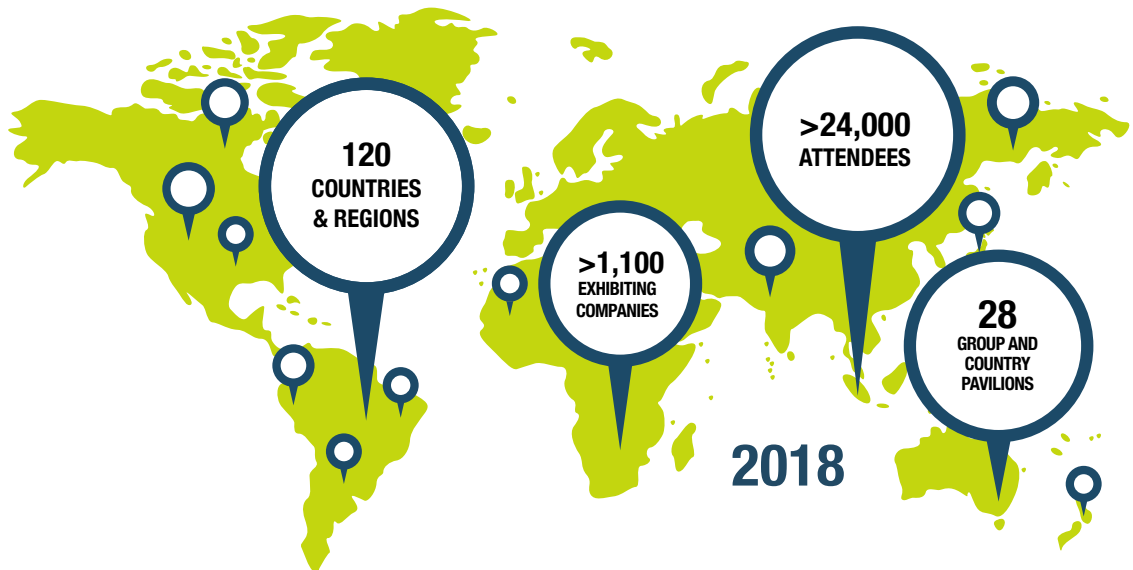 120
COUNTRIES
& REGIONS
>24,000
ATTENDEES
>1,100
EXHIBITING
COMPANIES
28
GROUP AND
COUNTRY
PAVILIONS
2018